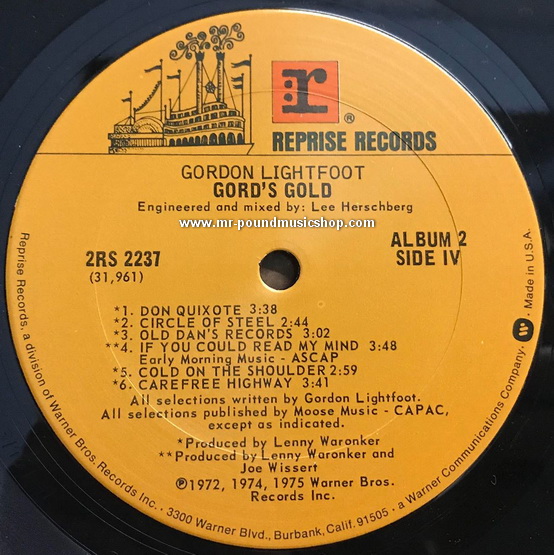 r ®
REPRISE RECORDS
GORDON LIGHTFOOT
GORD'S GOLD
Engineered and mixed by: Lee Herschberg
www.mr-poundmusicshop.com
2RS 2237
(31,961)
ALBUM 2
SIDE IV
*1. DON QUIXOTE 3:38
*2. CIRCLE OF STEEL 2:44
*3. OLD DAN'S RECORDS 3:02
**4. IF YOU COULD READ MY MIND 3:48
Early Morning Music - ASCAP
*5. COLD ON THE SHOULDER 2:59
*6. CAREFREE HIGHWAY 3:41
All selections written by Gordon Lightfoot.
All selections published by Moose Music - CAPAC,
except as indicated.
*Produced by Lenny Waronker
**Produced by Lenny Waronker and
Joe Wissert
℗1972, 1974, 1975 Warner Bros.
Records Inc.
Reprise Records, a division of Warner Bros. Records Inc. · 3300 Warner Blvd., Burbank, Calif. 91505 · a Warner Communications Company. · W · Made in U.S.A.